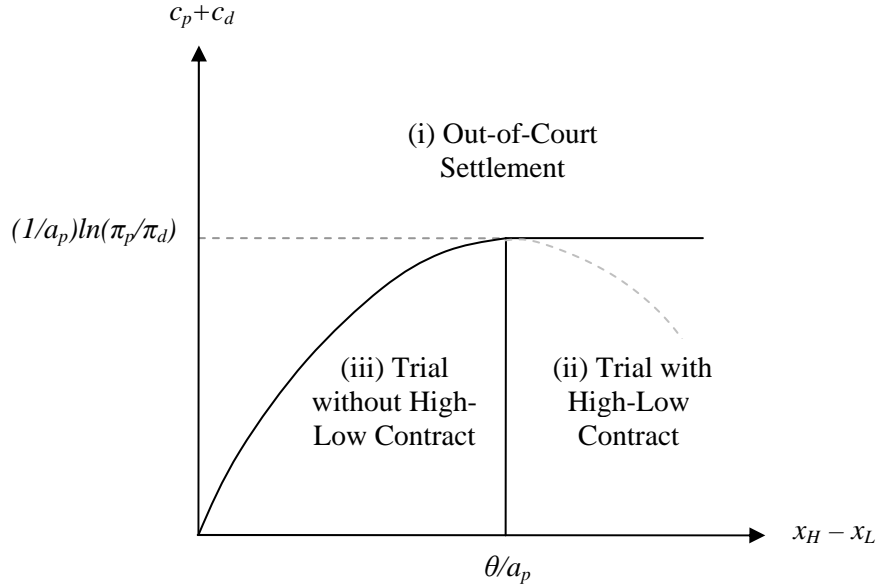 c_p+c_d
(i) Out-of-Court
Settlement
(1/a_p)ln(π_p/π_d)
(iii) Trial
without High-
Low Contract
(ii) Trial with
High-Low
Contract
x_H – x_L
θ/a_p